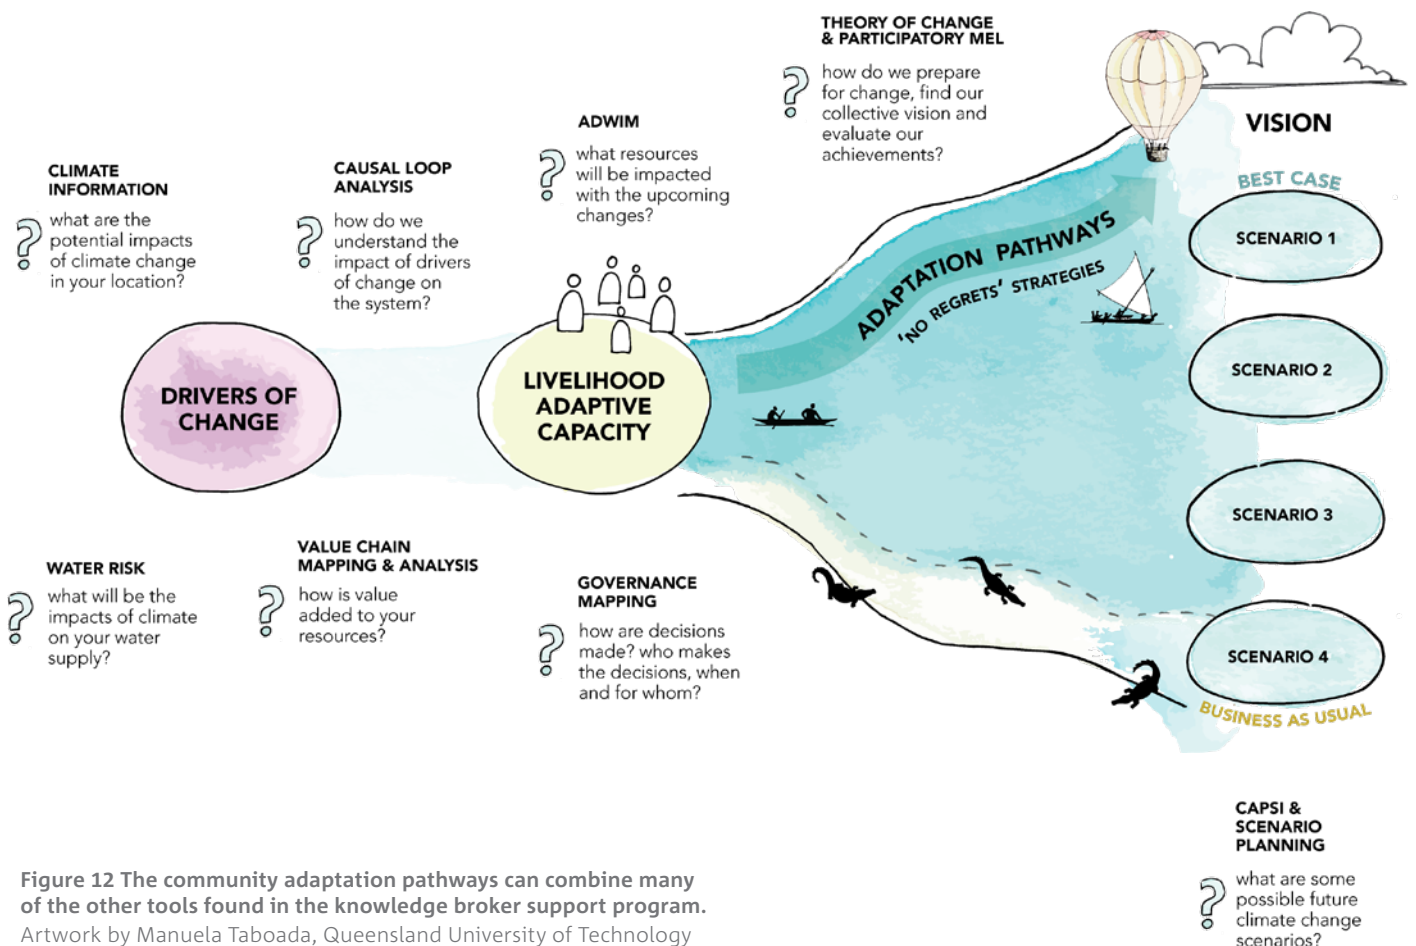 THEORY OF CHANGE
& PARTICIPATORY MEL
? how do we prepare
for change, find our
collective vision and
evaluate our
achievements?
ADWIM
? what resources
will be impacted
with the upcoming
changes?
CLIMATE
INFORMATION
? what are the
potential impacts
of climate change
in your location?
CAUSAL LOOP
ANALYSIS
? how do we
understand the
impact of drivers
of change on
the system?
VISION
BEST CASE
SCENARIO 1
SCENARIO 2
SCENARIO 3
SCENARIO 4
BUSINESS AS USUAL
ADAPTATION PATHWAYS
'NO REGRETS' STRATEGIES
DRIVERS OF
CHANGE
LIVELIHOOD
ADAPTIVE
CAPACITY
WATER RISK
? what will be the
impacts of climate
on your water
supply?
VALUE CHAIN
MAPPING & ANALYSIS
? how is value
added to your
resources?
GOVERNANCE
MAPPING
? how are decisions
made? who makes
the decisions, when
and for whom?
CAPSI &
SCENARIO
PLANNING
? what are some
possible future
climate change
scenarios?
Figure 12 The community adaptation pathways can combine many
of the other tools found in the knowledge broker support program.
Artwork by Manuela Taboada, Queensland University of Technology